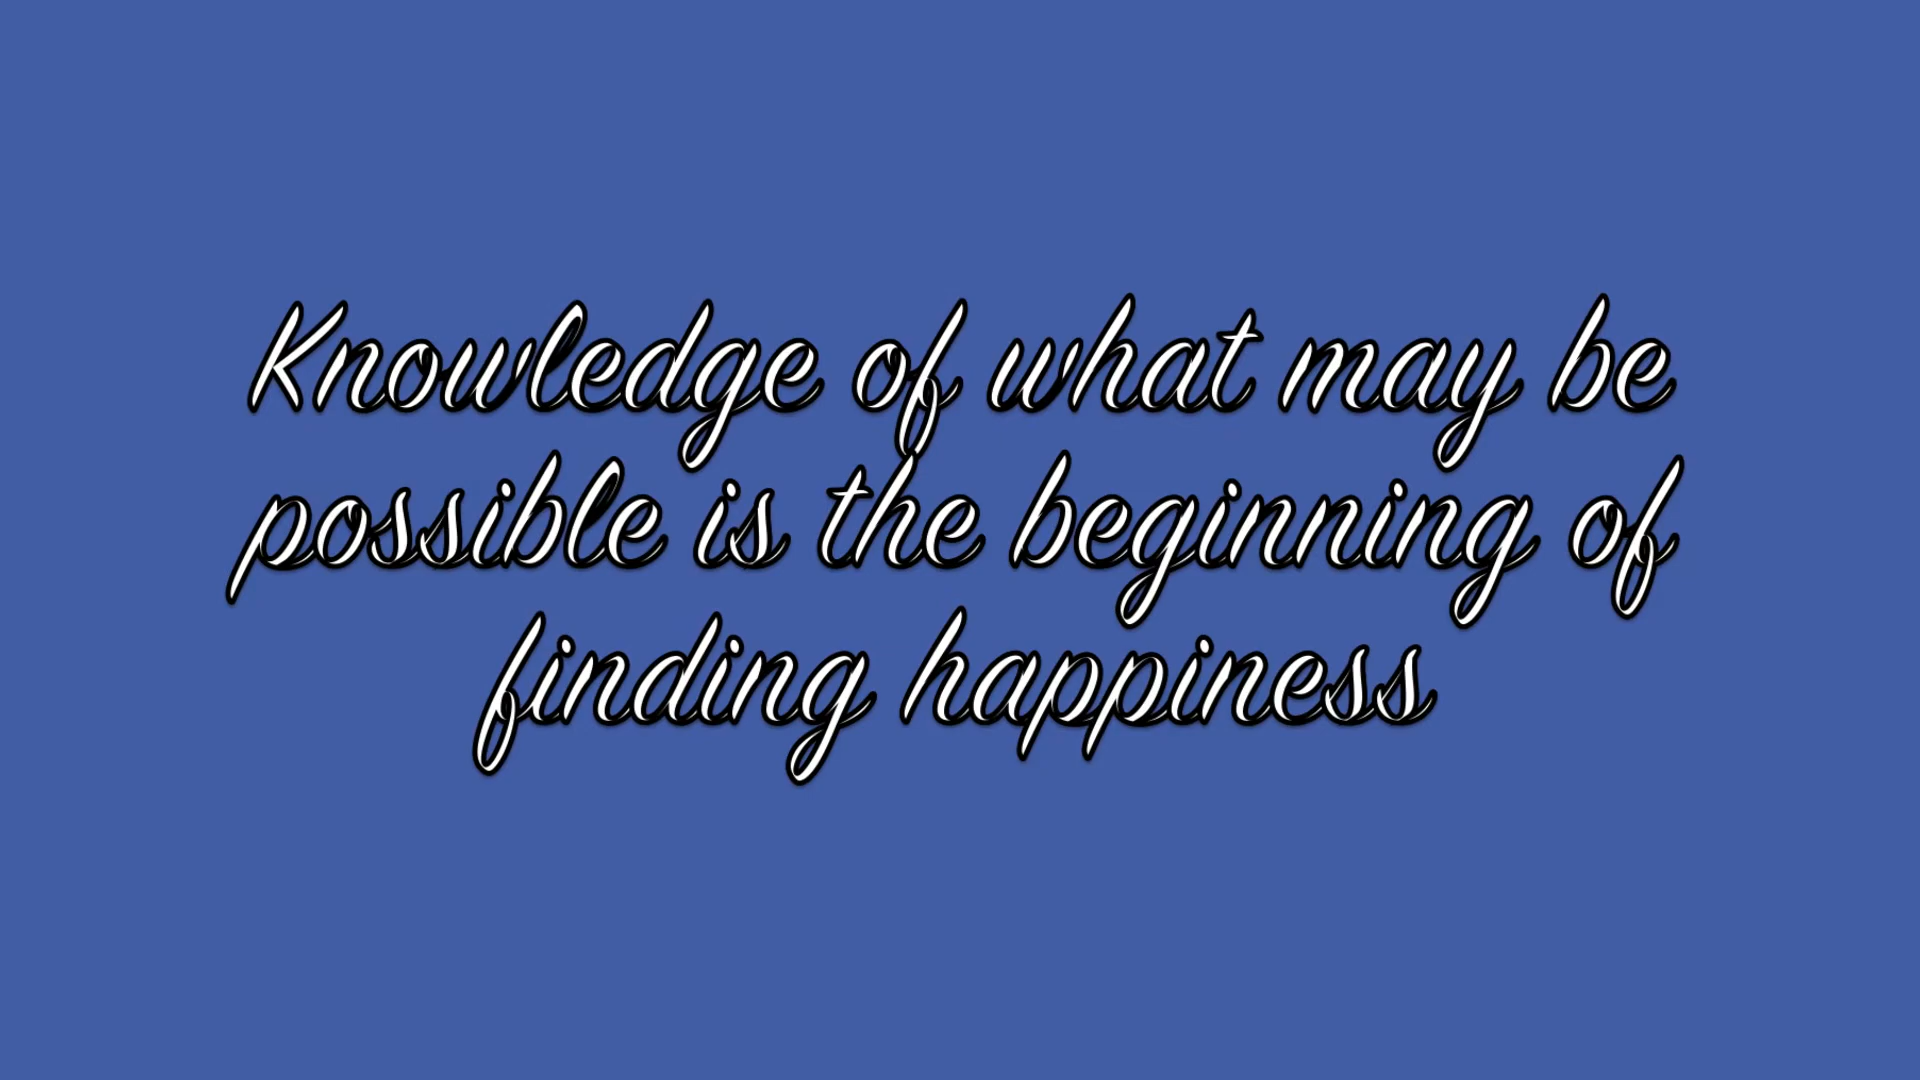 Knowledge of what may be
possible is the beginning of
finding happiness